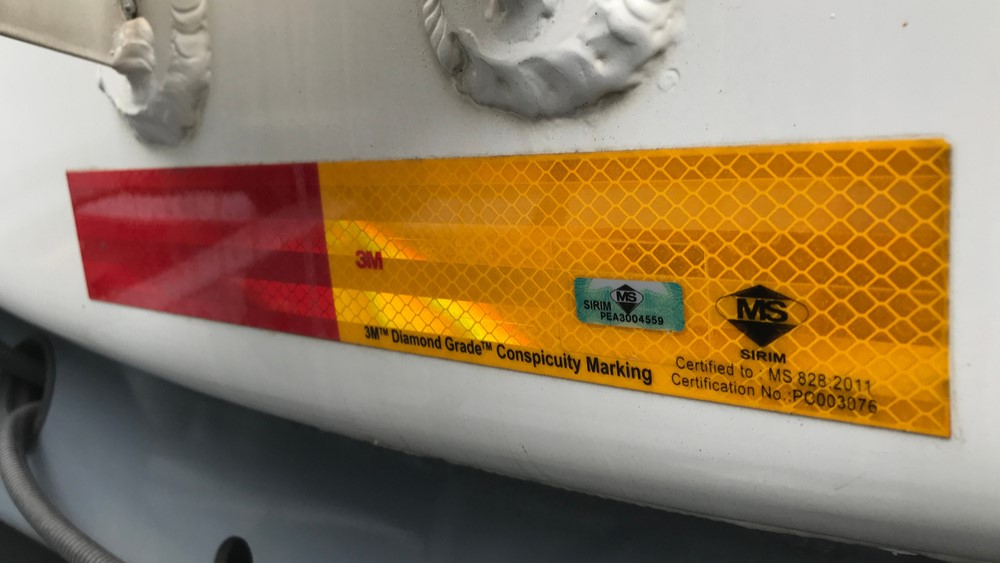 3M
3M™ Diamond Grade™ Conspicuity Marking
MS
SIRIM
PEA3004559
MS
SIRIM
Certified to : MS 828:2011
Certification No.:PC003076